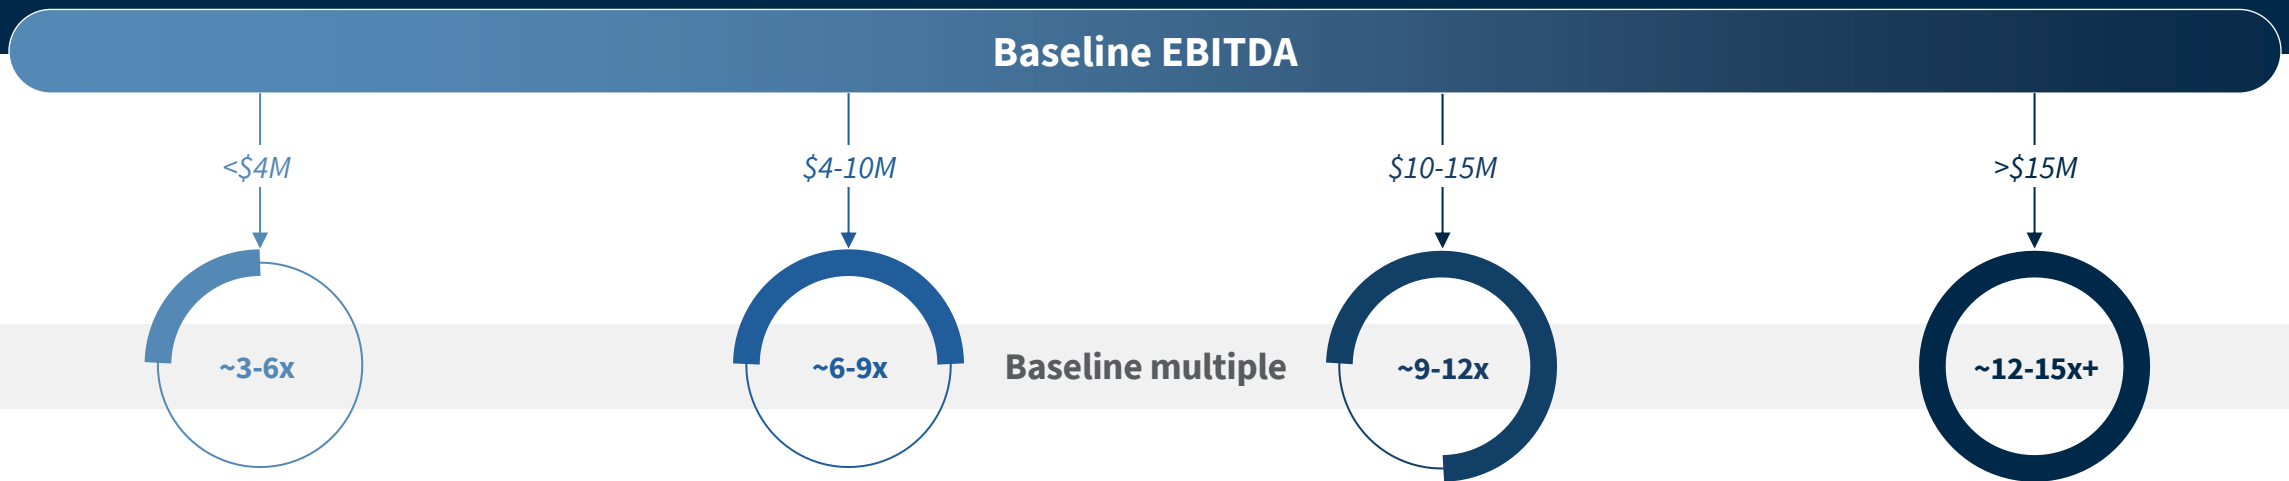 Baseline EBITDA
<$4M
$4-10M
$10-15M
>$15M
~3-6x
~6-9x
Baseline multiple
~9-12x
~12-15x+